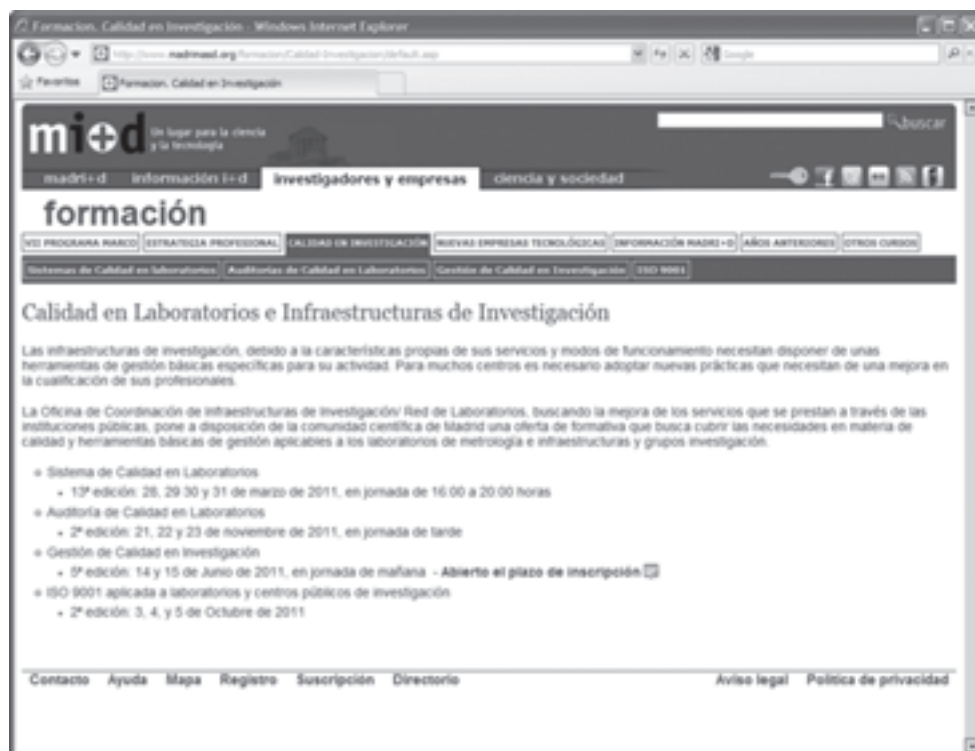 Formacion. Calidad en Investigación - Windows Internet Explorer
http://www.madrimasd.org/formacion/Calidad-Investigacion/default.asp
Google
Favoritos
Formacion. Calidad en Investigación
mi+d
Un lugar para la ciencia
y la tecnología
buscar
madri+d información i+d investigadores y empresas ciencia y sociedad
formación
VII PROGRAMA MARCO ESTRATEGIA PROFESIONAL CALIDAD EN INVESTIGACIÓN NUEVAS EMPRESAS TECNOLÓGICAS INFORMACIÓN MADRI+D AÑOS ANTERIORES OTROS CURSOS
Sistemas de Calidad en laboratorios Auditorías de Calidad en Laboratorios Gestión de Calidad en Investigación ISO 9001
Calidad en Laboratorios e Infraestructuras de Investigación
Las infraestructuras de investigación, debido a la características propias de sus servicios y modos de funcionamiento necesitan disponer de unas
herramientas de gestión básicas específicas para su actividad. Para muchos centros es necesario adoptar nuevas prácticas que necesitan de una mejora en
la cualificación de sus profesionales.
La Oficina de Coordinación de Infraestructuras de Investigación/ Red de Laboratorios, buscando la mejora de los servicios que se prestan a través de las
instituciones públicas, pone a disposición de la comunidad científica de Madrid una oferta de formativa que busca cubrir las necesidades en materia de
calidad y herramientas básicas de gestión aplicables a los laboratorios de metrología e infraestructuras y grupos investigación.
Sistema de Calidad en Laboratorios
13ª edición: 28, 29 30 y 31 de marzo de 2011, en jornada de 16:00 a 20:00 horas
Auditoría de Calidad en Laboratorios
2ª edición: 21, 22 y 23 de noviembre de 2011, en jornada de tarde
Gestión de Calidad en Investigación
5ª edición: 14 y 15 de Junio de 2011, en jornada de mañana - Abierto el plazo de inscripción
ISO 9001 aplicada a laboratorios y centros públicos de investigación
2ª edición: 3, 4, y 5 de Octubre de 2011
Contacto Ayuda Mapa Registro Suscripción Directorio Aviso legal Política de privacidad